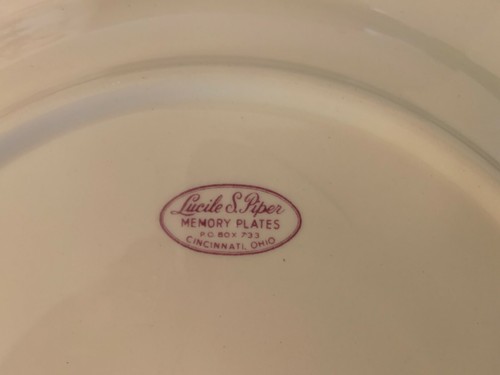 Lucile S. Piper
MEMORY PLATES
P.O. BOX 733
CINCINNATI, OHIO